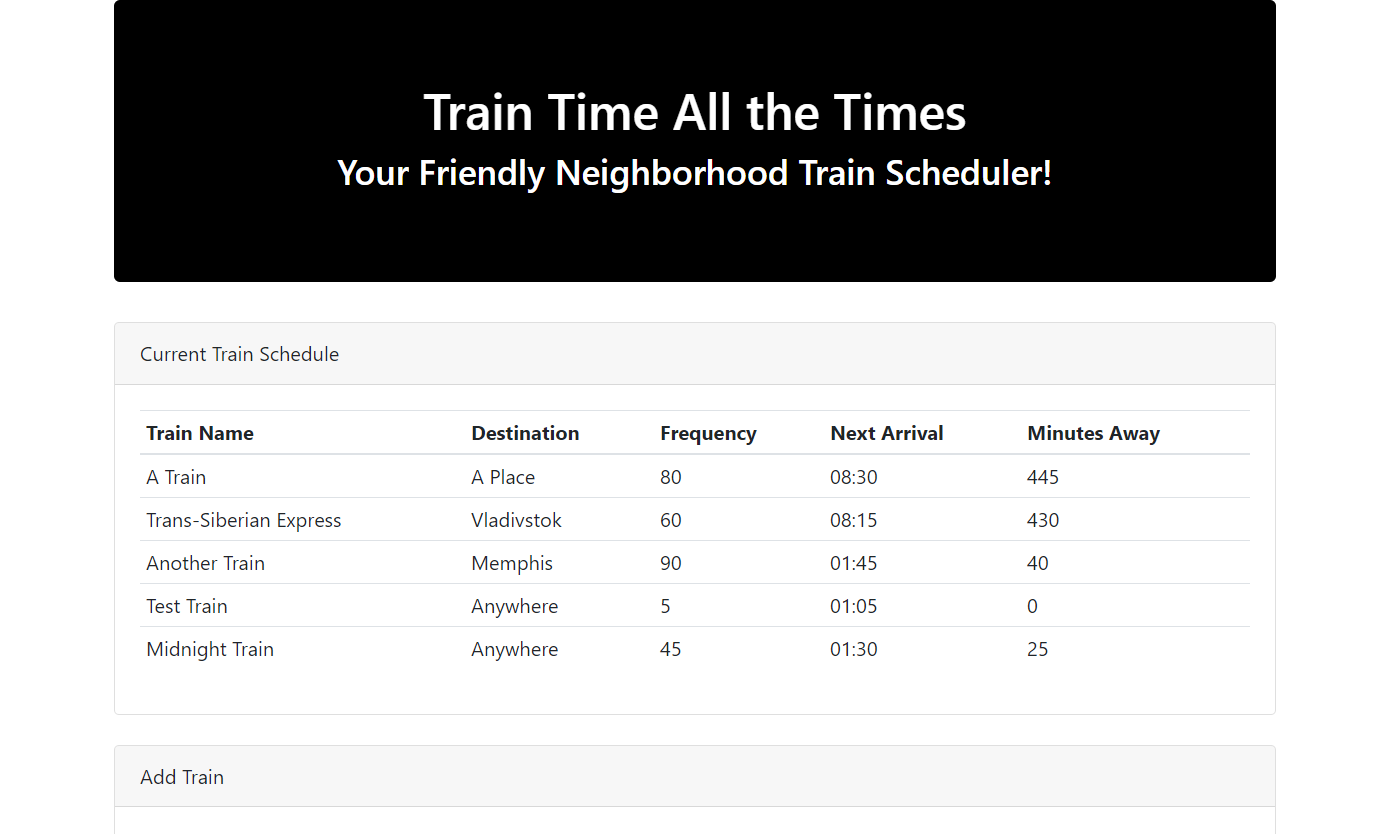 Train Time All the Times
Your Friendly Neighborhood Train Scheduler!
Current Train Schedule
Train Name Destination Frequency Next Arrival Minutes Away
A Train A Place 80 08:30 445
Trans-Siberian Express Vladivstok 60 08:15 430
Another Train Memphis 90 01:45 40
Test Train Anywhere 5 01:05 0
Midnight Train Anywhere 45 01:30 25
Add Train